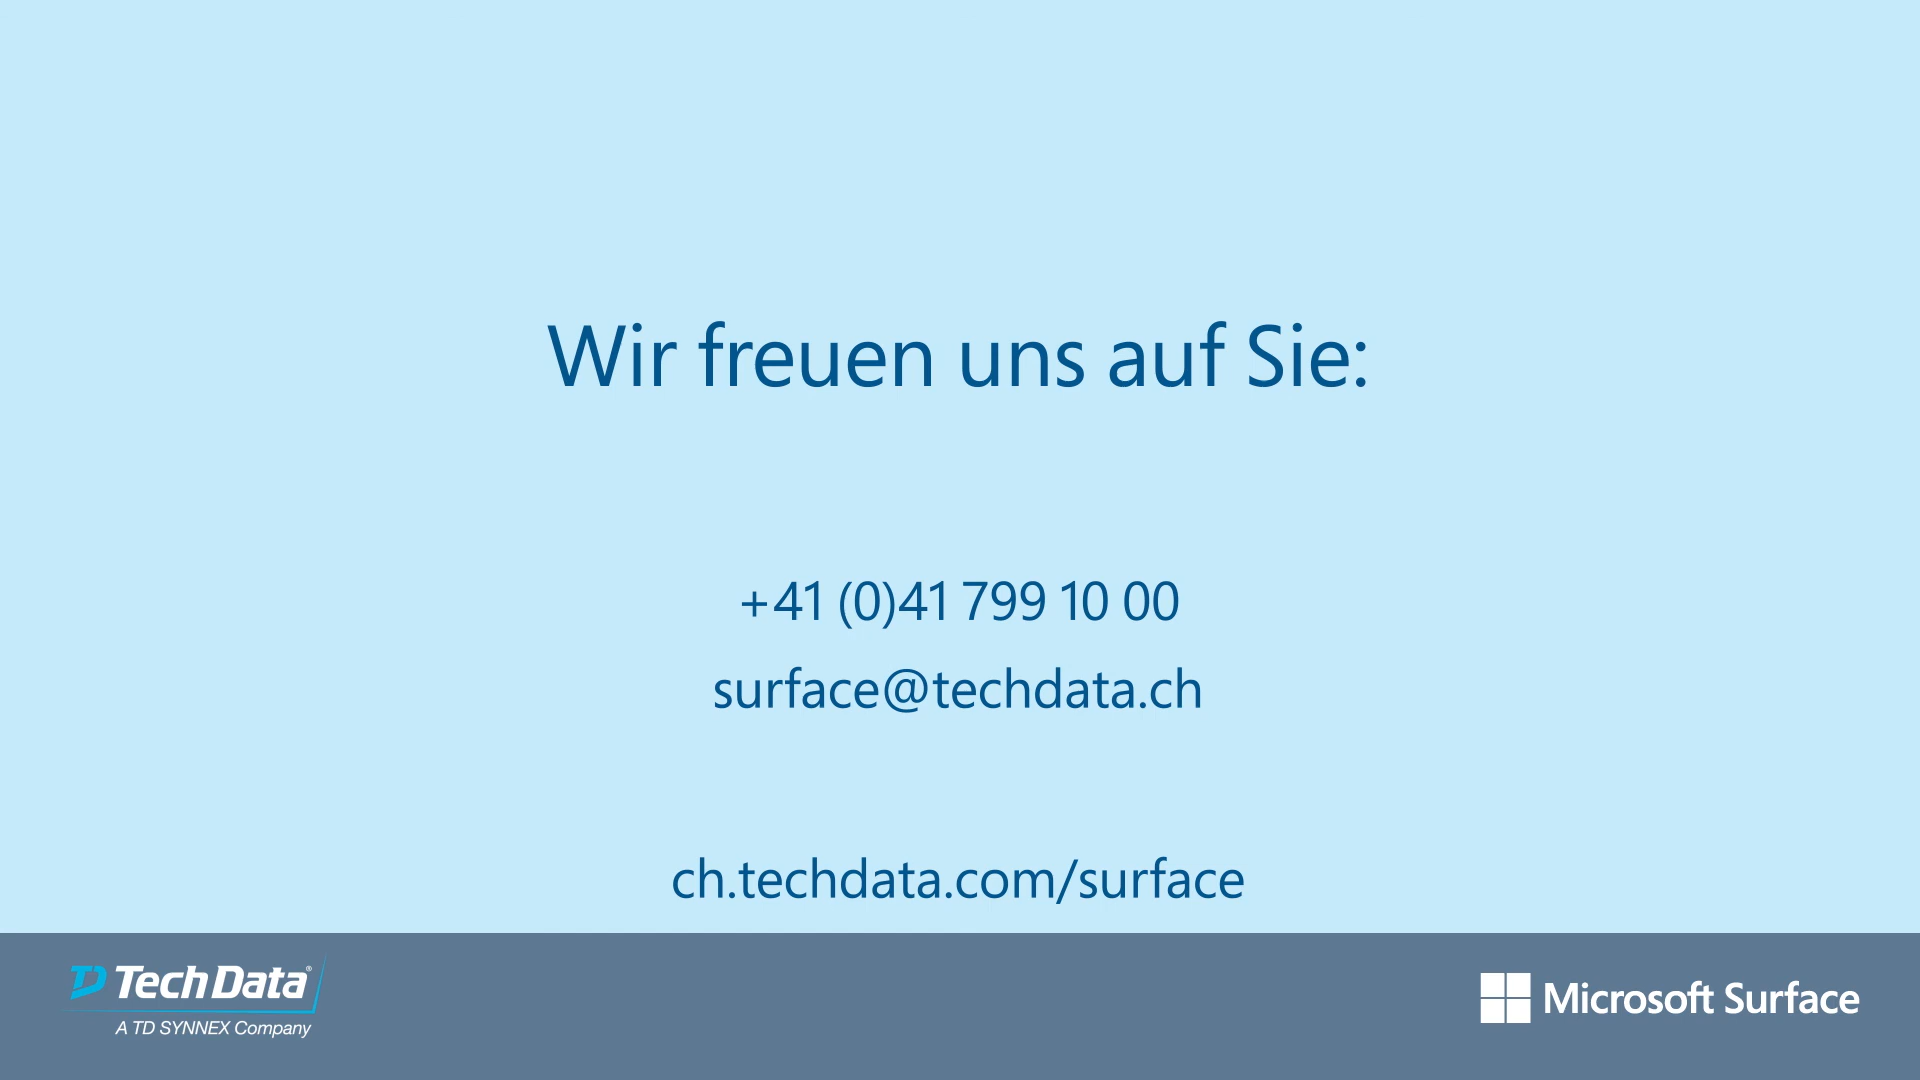 Wir freuen uns auf Sie:
+41 (0)41 799 10 00
surface@techdata.ch
ch.techdata.com/surface
TD Tech Data®
A TD SYNNEX Company
Microsoft Surface